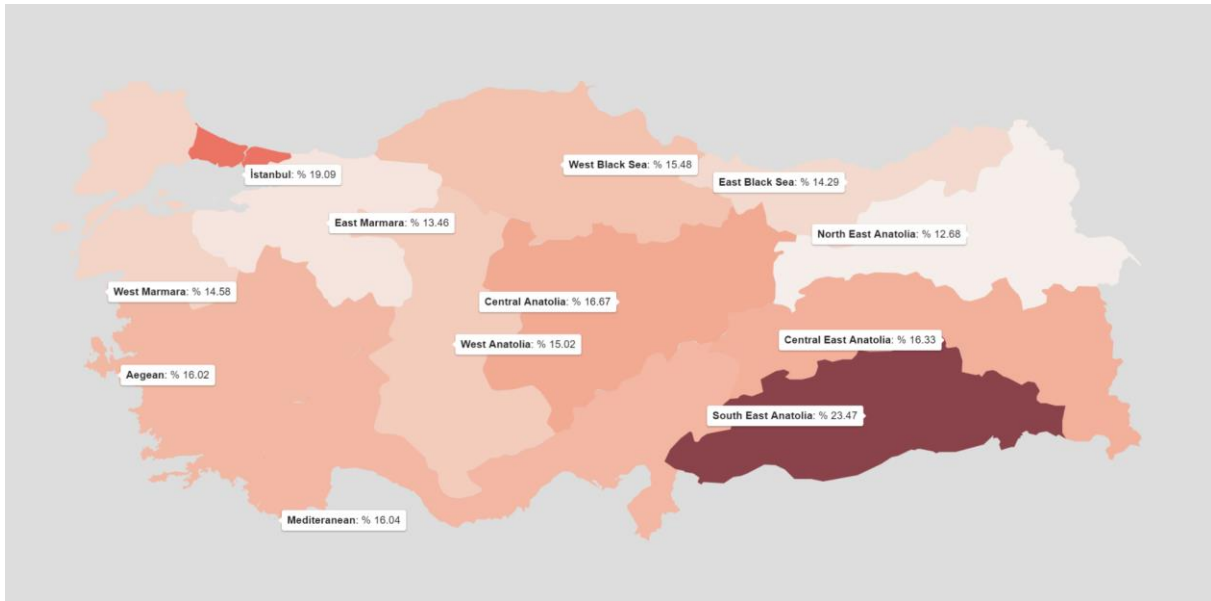 West Black Sea: % 15.48
İstanbul: % 19.09
East Black Sea: % 14.29
East Marmara: % 13.46
North East Anatolia: % 12.68
West Marmara: % 14.58
Central Anatolia: % 16.67
West Anatolia: % 15.02
Central East Anatolia: % 16.33
Aegean: % 16.02
South East Anatolia: % 23.47
Mediteranean: % 16.04